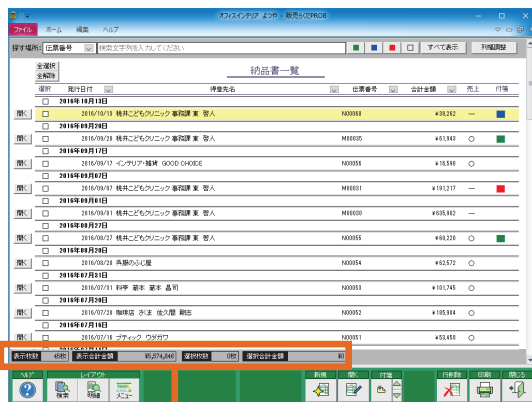 オフィスインテリア よつや - 販売らくだPRO8
ファイル ホーム 編集 ヘルプ
探す場所: 伝票番号 検索文字列を入力してください すべて表示 列幅調整
全選択
全解除
納品書一覧
選択 発行日付 得意先名 伝票番号 合計金額 売上 付箋
2016年10月13日
開く 2016/10/13 桃井こどもクリニック 事務課 東 啓人 N00060 ¥38,262 —
2016年09月20日
開く 2016/09/20 桃井こどもクリニック 事務課 東 啓人 M00035 ¥61,943 ○
2016年09月17日
開く 2016/09/17 インテリア・雑貨 GOOD CHOICE N00056 ¥16,590 ○
2016年09月07日
開く 2016/09/07 桃井こどもクリニック 事務課 東 啓人 M00031 ¥191,217 —
2016年09月01日
開く 2016/09/01 桃井こどもクリニック 事務課 東 啓人 M00030 ¥635,902 —
2016年08月27日
開く 2016/08/27 桃井こどもクリニック 事務課 東 啓人 N00055 ¥60,220 ○
2016年08月20日
開く 2016/08/20 呉服のふじ屋 N00054 ¥62,572 ○
2016年07月31日
開く 2016/07/31 料亭 蔵本 蔵本 昌司 N00053 ¥101,745 ○
2016年07月20日
開く 2016/07/20 珈琲店 さくま 佐久間 剛志 N00052 ¥185,904 ○
2016年07月16日
開く 2016/07/16 ブティック ウダガワ N00051 ¥53,450 ○
表示枚数 45枚 表示合計金額 ¥5,574,846 選択枚数 0枚 選択合計金額 ¥0
ヘルプ レイアウト 新規 開く 付箋 行削除 印刷 閉じる
検索 明細 メニュー